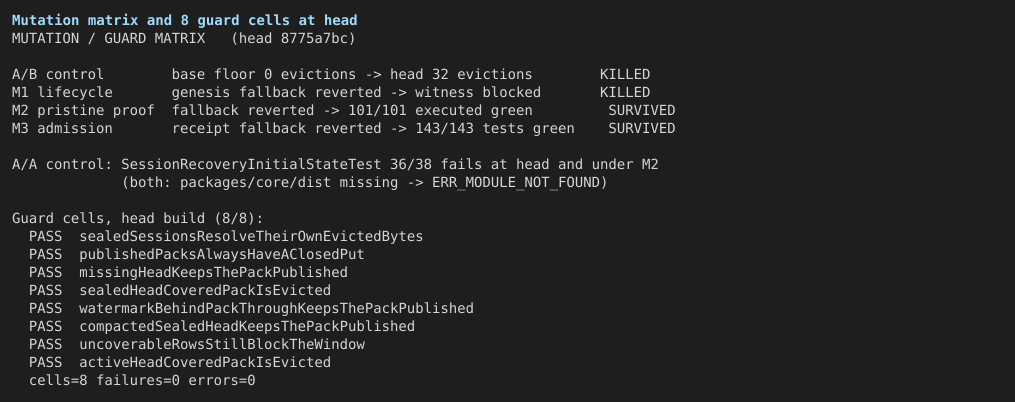 Mutation matrix and 8 guard cells at head
MUTATION / GUARD MATRIX   (head 8775a7bc)
A/B control        base floor 0 evictions -> head 32 evictions        KILLED
M1 lifecycle       genesis fallback reverted -> witness blocked       KILLED
M2 pristine proof  fallback reverted -> 101/101 executed green         SURVIVED
M3 admission       receipt fallback reverted -> 143/143 tests green    SURVIVED
A/A control: SessionRecoveryInitialStateTest 36/38 fails at head and under M2
(both: packages/core/dist missing -> ERR_MODULE_NOT_FOUND)
Guard cells, head build (8/8):
PASS  sealedSessionsResolveTheirOwnEvictedBytes
PASS  publishedPacksAlwaysHaveAClosedPut
PASS  missingHeadKeepsThePackPublished
PASS  sealedHeadCoveredPackIsEvicted
PASS  watermarkBehindPackThroughKeepsThePackPublished
PASS  compactedSealedHeadKeepsThePackPublished
PASS  uncoverableRowsStillBlockTheWindow
PASS  activeHeadCoveredPackIsEvicted
cells=8 failures=0 errors=0